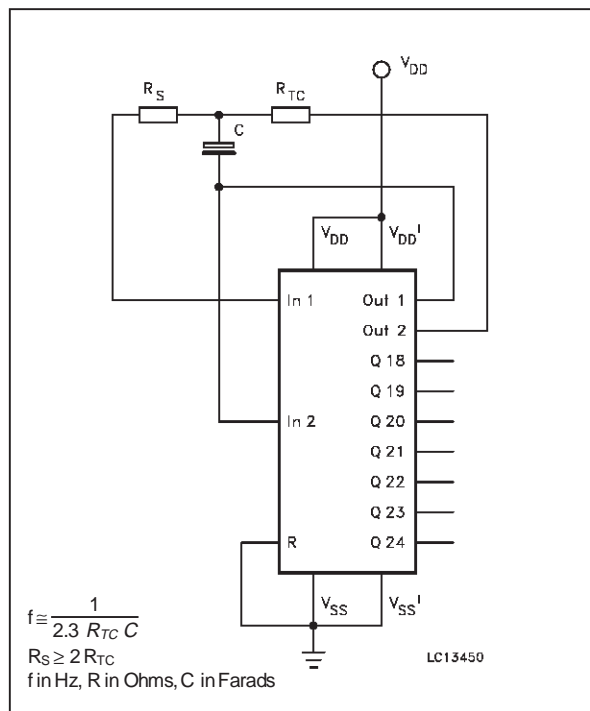 V_DD
R_S
R_TC
C
V_DD
V_DD'
In 1
Out 1
Out 2
Q 18
Q 19
In 2
Q 20
Q 21
Q 22
Q 23
R
Q 24
V_SS
V_SS'
f ≅ 1 / 2.3 R_TC C
R_S ≥ 2 R_TC
f in Hz, R in Ohms, C in Farads
LC13450